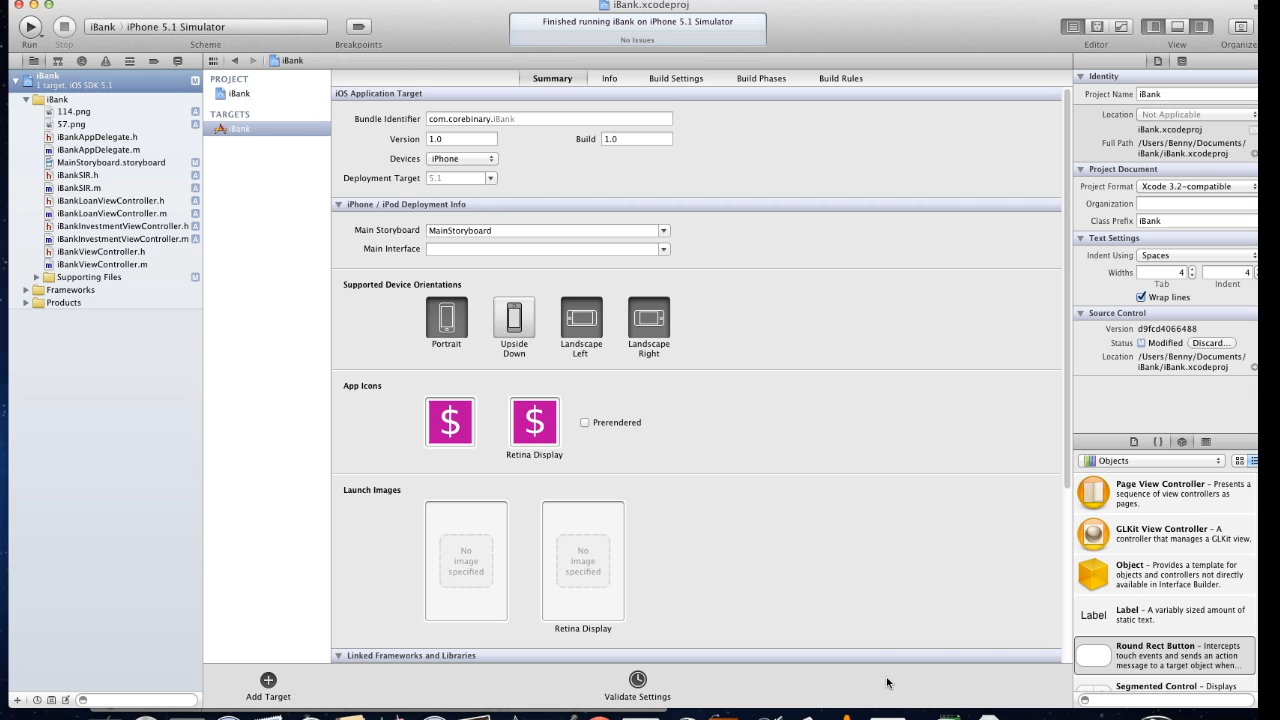 iBank.xcodeproj
Run
Stop
iBank
iPhone 5.1 Simulator
Scheme
Breakpoints
Finished running iBank on iPhone 5.1 Simulator
No Issues
Editor
View
Organize
iBank
1 target, iOS SDK 5.1
M
iBank
114.png A
57.png A
iBankAppDelegate.h
iBankAppDelegate.m
MainStoryboard.storyboard M
iBankSIR.h A
iBankSIR.m A
iBankLoanViewController.h A
iBankLoanViewController.m A
iBankInvestmentViewController.h A
iBankInvestmentViewController.m A
iBankViewController.h
iBankViewController.m
Supporting Files M
Frameworks
Products
iBank
PROJECT
iBank
TARGETS
iBank
Summary
Info
Build Settings
Build Phases
Build Rules
iOS Application Target
Bundle Identifier com.corebinary.iBank
Version 1.0 Build 1.0
Devices iPhone
Deployment Target 5.1
iPhone / iPod Deployment Info
Main Storyboard MainStoryboard
Main Interface
Supported Device Orientations
Portrait
Upside
Down
Landscape
Left
Landscape
Right
App Icons
$
$
Prerendered
Retina Display
Launch Images
No
image
specified
No
image
specified
Retina Display
Linked Frameworks and Libraries
Add Target
Validate Settings
Identity
Project Name iBank
Location Not Applicable
iBank.xcodeproj
Full Path /Users/Benny/Documents/
iBank/iBank.xcodeproj
Project Document
Project Format Xcode 3.2-compatible
Organization
Class Prefix iBank
Text Settings
Indent Using Spaces
Widths 4 4
Tab Indent
Wrap lines
Source Control
Version d9fcd4066488
Status M Modified Discard...
Location /Users/Benny/Documents/
iBank/iBank.xcodeproj
{ }
Objects
Page View Controller – Presents a
sequence of view controllers as
pages.
GLKit View Controller – A
controller that manages a GLKit view.
Object – Provides a template for
objects and controllers not directly
available in Interface Builder.
Label
Label – A variably sized amount of
static text.
Round Rect Button – Intercepts
touch events and sends an action
message to a target object when...
Segmented Control – Displays